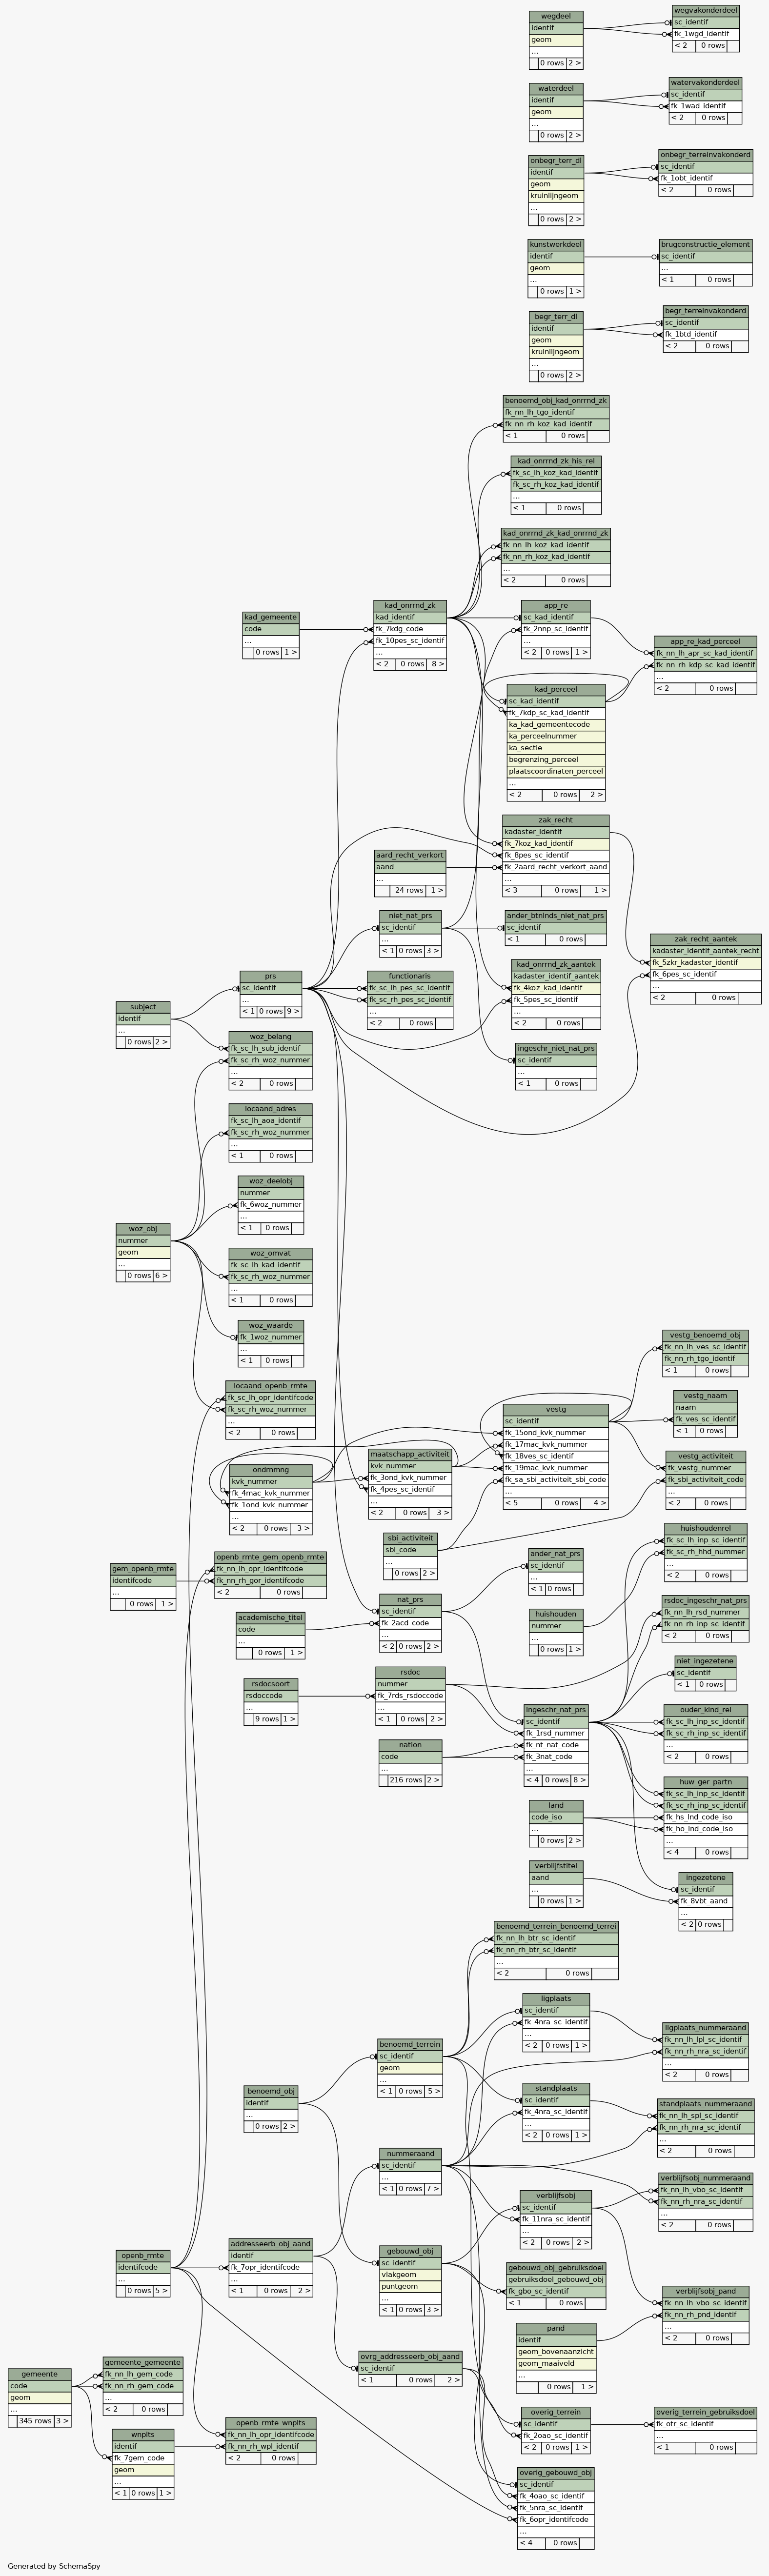 wegdeel
identif
geom
...
0 rows 2 >
wegvakonderdeel
sc_identif
fk_1wgd_identif
< 2 0 rows
waterdeel
identif
geom
...
0 rows 2 >
watervakonderdeel
sc_identif
fk_1wad_identif
< 2 0 rows
onbegr_terr_dl
identif
geom
kruinlijngeom
...
0 rows 2 >
onbegr_terreinvakonderd
sc_identif
fk_1obt_identif
< 2 0 rows
kunstwerkdeel
identif
geom
...
0 rows 1 >
brugconstructie_element
sc_identif
...
< 1 0 rows
begr_terr_dl
identif
geom
kruinlijngeom
...
0 rows 2 >
begr_terreinvakonderd
sc_identif
fk_1btd_identif
< 2 0 rows
benoemd_obj_kad_onrrnd_zk
fk_nn_lh_tgo_identif
fk_nn_rh_koz_kad_identif
< 1 0 rows
kad_onrrnd_zk_his_rel
fk_sc_lh_koz_kad_identif
fk_sc_rh_koz_kad_identif
...
< 1 0 rows
kad_onrrnd_zk_kad_onrrnd_zk
fk_nn_lh_koz_kad_identif
fk_nn_rh_koz_kad_identif
...
< 2 0 rows
kad_gemeente
code
...
0 rows 1 >
kad_onrrnd_zk
kad_identif
fk_7kdg_code
fk_10pes_sc_identif
...
< 2 0 rows 8 >
app_re
sc_kad_identif
fk_2nnp_sc_identif
...
< 2 0 rows 1 >
app_re_kad_perceel
fk_nn_lh_apr_sc_kad_identif
fk_nn_rh_kdp_sc_kad_identif
...
< 2 0 rows
kad_perceel
sc_kad_identif
fk_7kdp_sc_kad_identif
ka_kad_gemeentecode
ka_perceelnummer
ka_sectie
begrenzing_perceel
plaatscoordinaten_perceel
...
< 2 0 rows 2 >
zak_recht
kadaster_identif
fk_7koz_kad_identif
fk_8pes_sc_identif
fk_2aard_recht_verkort_aand
...
< 3 0 rows 1 >
aard_recht_verkort
aand
...
24 rows 1 >
niet_nat_prs
sc_identif
...
< 1 0 rows 3 >
ander_btnlnds_niet_nat_prs
sc_identif
< 1 0 rows
zak_recht_aantek
kadaster_identif_aantek_recht
fk_5zkr_kadaster_identif
fk_6pes_sc_identif
...
< 2 0 rows
kad_onrrnd_zk_aantek
kadaster_identif_aantek
fk_4koz_kad_identif
fk_5pes_sc_identif
...
< 2 0 rows
prs
sc_identif
...
< 1 0 rows 9 >
functionaris
fk_sc_lh_pes_sc_identif
fk_sc_rh_pes_sc_identif
...
< 2 0 rows
subject
identif
...
0 rows 2 >
woz_belang
fk_sc_lh_sub_identif
fk_sc_rh_woz_nummer
...
< 2 0 rows
ingeschr_niet_nat_prs
sc_identif
...
< 1 0 rows
locaand_adres
fk_sc_lh_aoa_identif
fk_sc_rh_woz_nummer
...
< 1 0 rows
woz_deelobj
nummer
fk_6woz_nummer
...
< 1 0 rows
woz_obj
nummer
geom
...
0 rows 6 >
woz_omvat
fk_sc_lh_kad_identif
fk_sc_rh_woz_nummer
...
< 1 0 rows
woz_waarde
fk_1woz_nummer
...
< 1 0 rows
vestg_benoemd_obj
fk_nn_lh_ves_sc_identif
fk_nn_rh_tgo_identif
< 1 0 rows
locaand_openb_rmte
fk_sc_lh_opr_identifcode
fk_sc_rh_woz_nummer
...
< 2 0 rows
vestg
sc_identif
fk_15ond_kvk_nummer
fk_17mac_kvk_nummer
fk_18ves_sc_identif
fk_19mac_kvk_nummer
fk_sa_sbi_activiteit_sbi_code
...
< 5 0 rows 4 >
vestg_naam
naam
fk_ves_sc_identif
< 1 0 rows
maatschapp_activiteit
kvk_nummer
fk_3ond_kvk_nummer
fk_4pes_sc_identif
...
< 2 0 rows 3 >
ondrnmng
kvk_nummer
fk_4mac_kvk_nummer
fk_1ond_kvk_nummer
...
< 2 0 rows 3 >
vestg_activiteit
fk_vestg_nummer
fk_sbi_activiteit_code
...
< 2 0 rows
sbi_activiteit
sbi_code
...
0 rows 2 >
huishoudenrel
fk_sc_lh_inp_sc_identif
fk_sc_rh_hhd_nummer
...
< 2 0 rows
gem_openb_rmte
identifcode
...
0 rows 1 >
openb_rmte_gem_openb_rmte
fk_nn_lh_opr_identifcode
fk_nn_rh_gor_identifcode
< 2 0 rows
ander_nat_prs
sc_identif
...
< 1 0 rows
nat_prs
sc_identif
fk_2acd_code
...
< 2 0 rows 2 >
rsdoc_ingeschr_nat_prs
fk_nn_lh_rsd_nummer
fk_nn_rh_inp_sc_identif
< 2 0 rows
academische_titel
code
...
0 rows 1 >
huishouden
nummer
...
0 rows 1 >
niet_ingezetene
sc_identif
< 1 0 rows
rsdocsoort
rsdoccode
...
9 rows 1 >
rsdoc
nummer
fk_7rds_rsdoccode
...
< 1 0 rows 2 >
ingeschr_nat_prs
sc_identif
fk_1rsd_nummer
fk_nt_nat_code
fk_3nat_code
...
< 4 0 rows 8 >
ouder_kind_rel
fk_sc_lh_inp_sc_identif
fk_sc_rh_inp_sc_identif
...
< 2 0 rows
nation
code
...
216 rows 2 >
huw_ger_partn
fk_sc_lh_inp_sc_identif
fk_sc_rh_inp_sc_identif
fk_hs_lnd_code_iso
fk_ho_lnd_code_iso
...
< 4 0 rows
land
code_iso
...
0 rows 2 >
verblijfstitel
aand
...
0 rows 1 >
ingezetene
sc_identif
fk_8vbt_aand
...
< 2 0 rows
benoemd_terrein_benoemd_terrei
fk_nn_lh_btr_sc_identif
fk_nn_rh_btr_sc_identif
...
< 2 0 rows
ligplaats
sc_identif
fk_4nra_sc_identif
...
< 2 0 rows 1 >
ligplaats_nummeraand
fk_nn_lh_lpl_sc_identif
fk_nn_rh_nra_sc_identif
...
< 2 0 rows
benoemd_terrein
sc_identif
geom
...
< 1 0 rows 5 >
benoemd_obj
identif
...
0 rows 2 >
standplaats
sc_identif
fk_4nra_sc_identif
...
< 2 0 rows 1 >
standplaats_nummeraand
fk_nn_lh_spl_sc_identif
fk_nn_rh_nra_sc_identif
...
< 2 0 rows
nummeraand
sc_identif
...
< 1 0 rows 7 >
verblijfsobj
sc_identif
fk_11nra_sc_identif
...
< 2 0 rows 2 >
verblijfsobj_nummeraand
fk_nn_lh_vbo_sc_identif
fk_nn_rh_nra_sc_identif
...
< 2 0 rows
openb_rmte
identifcode
...
0 rows 5 >
addresseerb_obj_aand
identif
fk_7opr_identifcode
...
< 1 0 rows 2 >
gebouwd_obj
sc_identif
vlakgeom
puntgeom
...
< 1 0 rows 3 >
gebouwd_obj_gebruiksdoel
gebruiksdoel_gebouwd_obj
fk_gbo_sc_identif
< 1 0 rows
verblijfsobj_pand
fk_nn_lh_vbo_sc_identif
fk_nn_rh_pnd_identif
...
< 2 0 rows
pand
identif
geom_bovenaanzicht
geom_maaiveld
...
0 rows 1 >
ovrg_addresseerb_obj_aand
sc_identif
< 1 0 rows 2 >
gemeente
code
geom
...
345 rows 3 >
gemeente_gemeente
fk_nn_lh_gem_code
fk_nn_rh_gem_code
...
< 2 0 rows
overig_terrein
sc_identif
fk_2oao_sc_identif
...
< 2 0 rows 1 >
overig_terrein_gebruiksdoel
fk_otr_sc_identif
...
< 1 0 rows
wnplts
identif
fk_7gem_code
geom
...
< 1 0 rows 1 >
openb_rmte_wnplts
fk_nn_lh_opr_identifcode
fk_nn_rh_wpl_identif
< 2 0 rows
overig_gebouwd_obj
sc_identif
fk_4oao_sc_identif
fk_5nra_sc_identif
fk_6opr_identifcode
...
< 4 0 rows
Generated by SchemaSpy